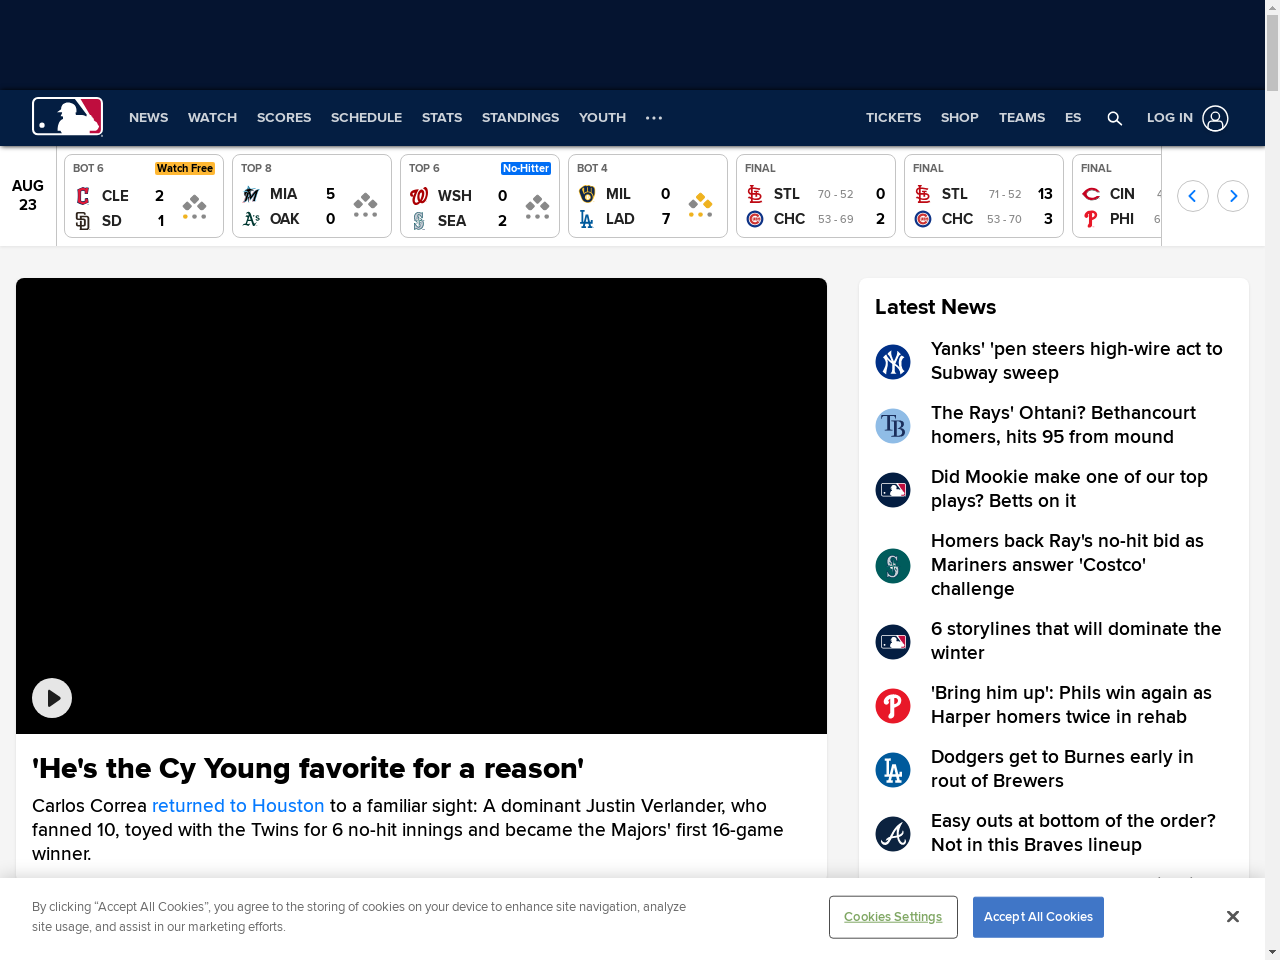 NEWS WATCH SCORES SCHEDULE STATS STANDINGS YOUTH TICKETS SHOP TEAMS ES LOG IN
AUG
23
BOT 6 Watch Free
CLE 2
SD 1
TOP 8
MIA 5
OAK 0
TOP 6 No-Hitter
WSH 0
SEA 2
BOT 4
MIL 0
LAD 7
FINAL
STL 70 - 52 0
CHC 53 - 69 2
FINAL
STL 71 - 52 13
CHC 53 - 70 3
FINAL
CIN 4
PHI 6
'He's the Cy Young favorite for a reason'
Carlos Correa returned to Houston to a familiar sight: A dominant Justin Verlander, who
fanned 10, toyed with the Twins for 6 no-hit innings and became the Majors' first 16-game
winner.
Latest News
Yanks' 'pen steers high-wire act to
Subway sweep
The Rays' Ohtani? Bethancourt
homers, hits 95 from mound
Did Mookie make one of our top
plays? Betts on it
Homers back Ray's no-hit bid as
Mariners answer 'Costco'
challenge
6 storylines that will dominate the
winter
'Bring him up': Phils win again as
Harper homers twice in rehab
Dodgers get to Burnes early in
rout of Brewers
Easy outs at bottom of the order?
Not in this Braves lineup
By clicking “Accept All Cookies”, you agree to the storing of cookies on your device to enhance site navigation, analyze
site usage, and assist in our marketing efforts.
Cookies Settings
Accept All Cookies